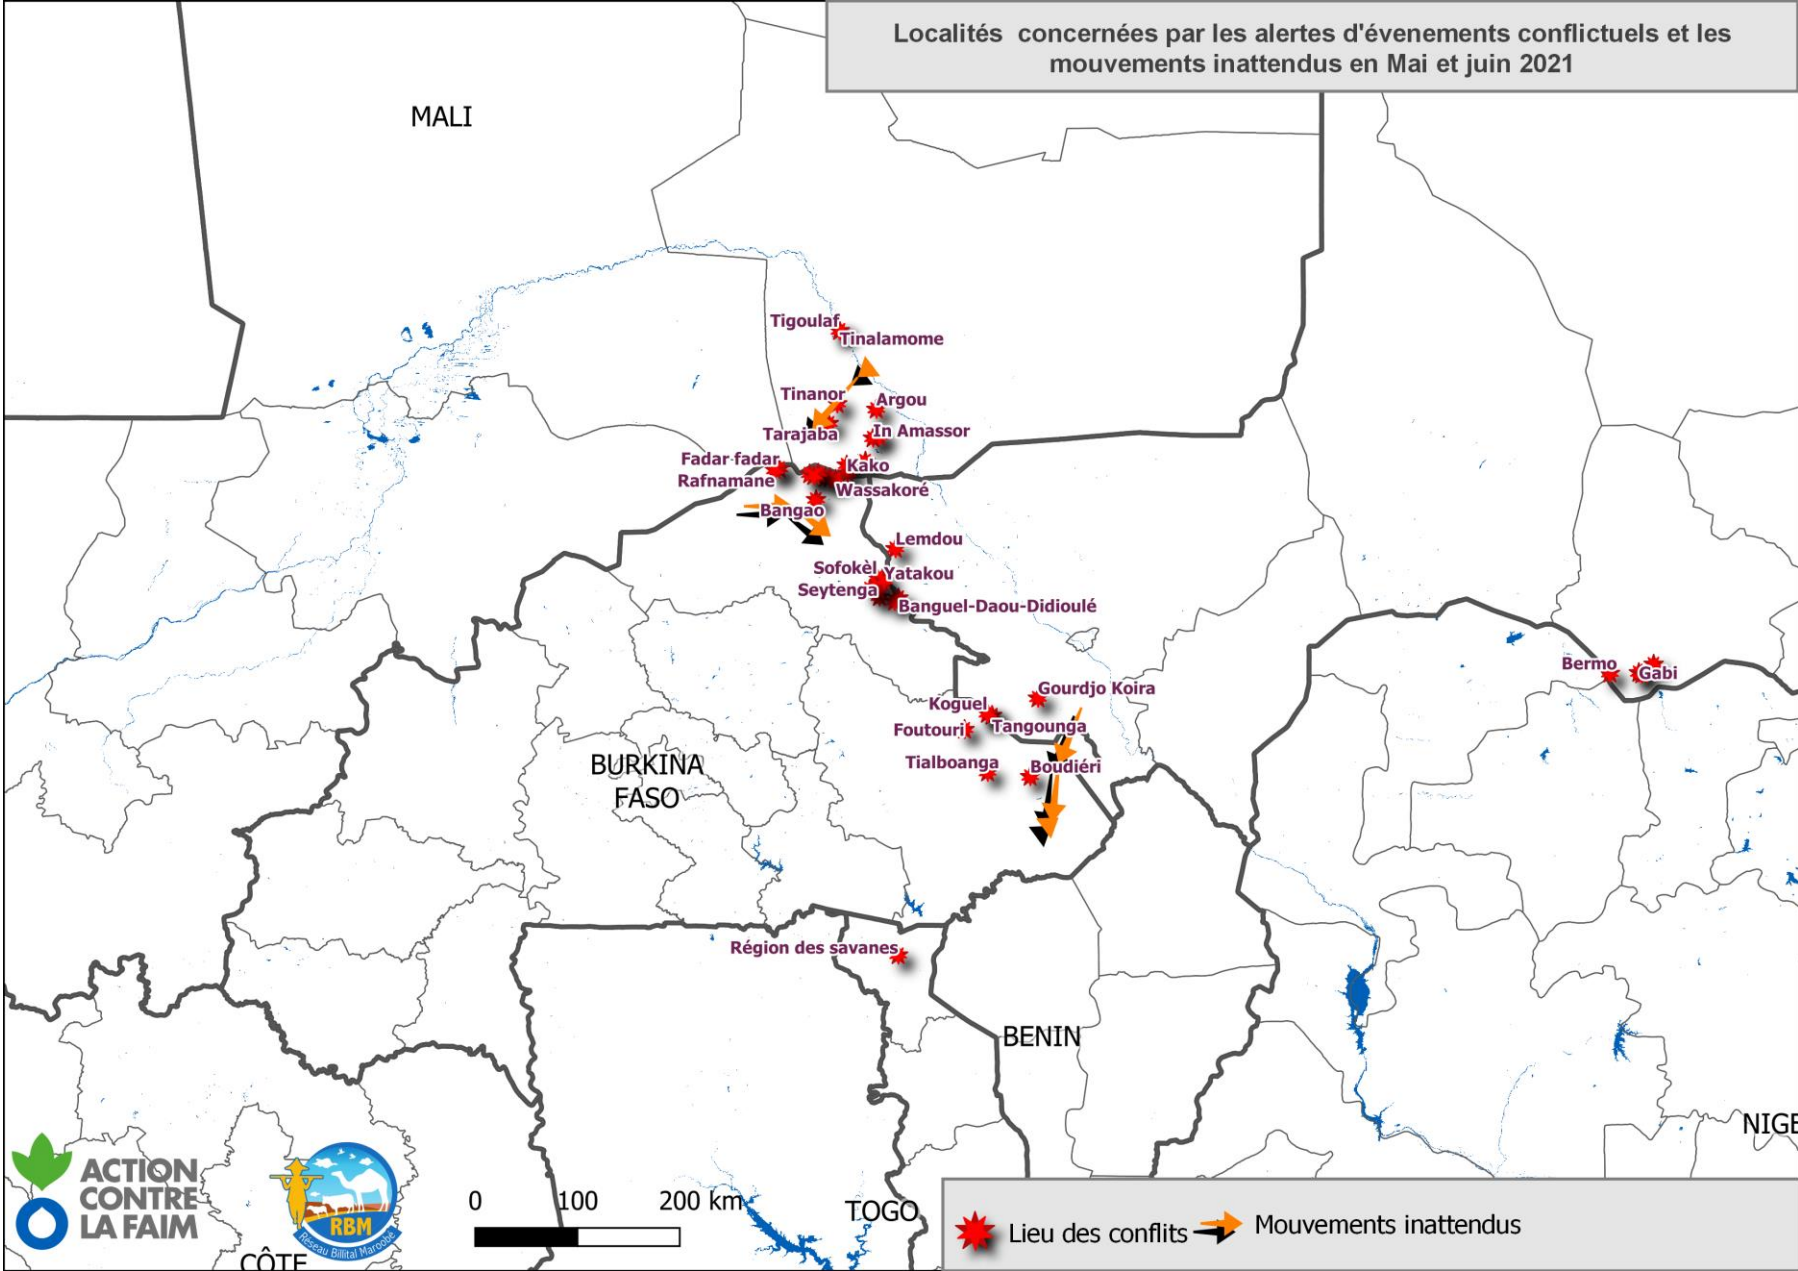 Localités concernées par les alertes d'évenements conflictuels et les
mouvements inattendus en Mai et juin 2021
MALI
Tigoulaf
Tinalamome
Tinanor
Argou
Tarajaba
In Amassor
Fadar fadar
Kako
Rafnamane
Wassakoré
Bangao
Lemdou
Sofokèl
Yatakou
Seytenga
Banguel-Daou-Didioulé
Bermo
Gabi
Gourdjo Koira
Koguel
Foutouri
Tangounga
Tialboanga
Boudiéri
BURKINA
FASO
Région des savanes
BENIN
NIGE
TOGO
CÔTE
ACTION
CONTRE
LA FAIM
RBM
Réseau Billital Maroobe
0 100 200 km
Lieu des conflits
Mouvements inattendus